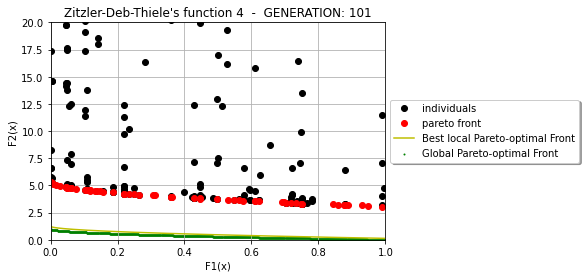 Zitzler-Deb-Thiele's function 4 - GENERATION: 101
20.0
17.5
15.0
12.5
10.0
7.5
5.0
2.5
0.0
F2(x)
0.0 0.2 0.4 0.6 0.8 1.0
F1(x)
individuals
pareto front
Best local Pareto-optimal Front
Global Pareto-optimal Front